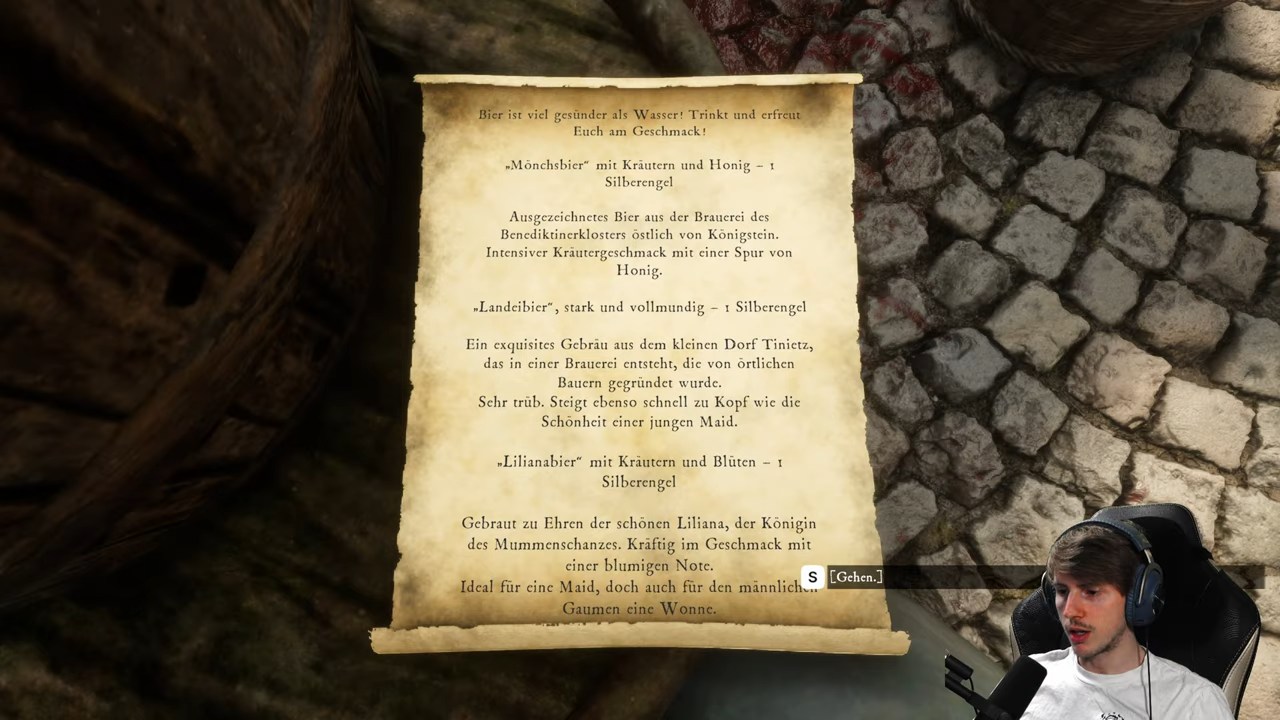 Bier ist viel gesünder als Wasser! Trinkt und erfreut
Euch am Geschmack!
„Mönchsbier“ mit Kräutern und Honig – 1
Silberengel
Ausgezeichnetes Bier aus der Brauerei des
Benediktinerklosters östlich von Königstein.
Intensiver Kräutergeschmack mit einer Spur von
Honig.
„Landeibier“, stark und vollmundig – 1 Silberengel
Ein exquisites Gebräu aus dem kleinen Dorf Tinietz,
das in einer Brauerei entsteht, die von örtlichen
Bauern gegründet wurde.
Sehr trüb. Steigt ebenso schnell zu Kopf wie die
Schönheit einer jungen Maid.
„Lilianabier“ mit Kräutern und Blüten – 1
Silberengel
Gebraut zu Ehren der schönen Liliana, der Königin
des Mummenschanzes. Kräftig im Geschmack mit
einer blumigen Note.
Ideal für eine Maid, doch auch für den männlichen
Gaumen eine Wonne.
S [Gehen.]